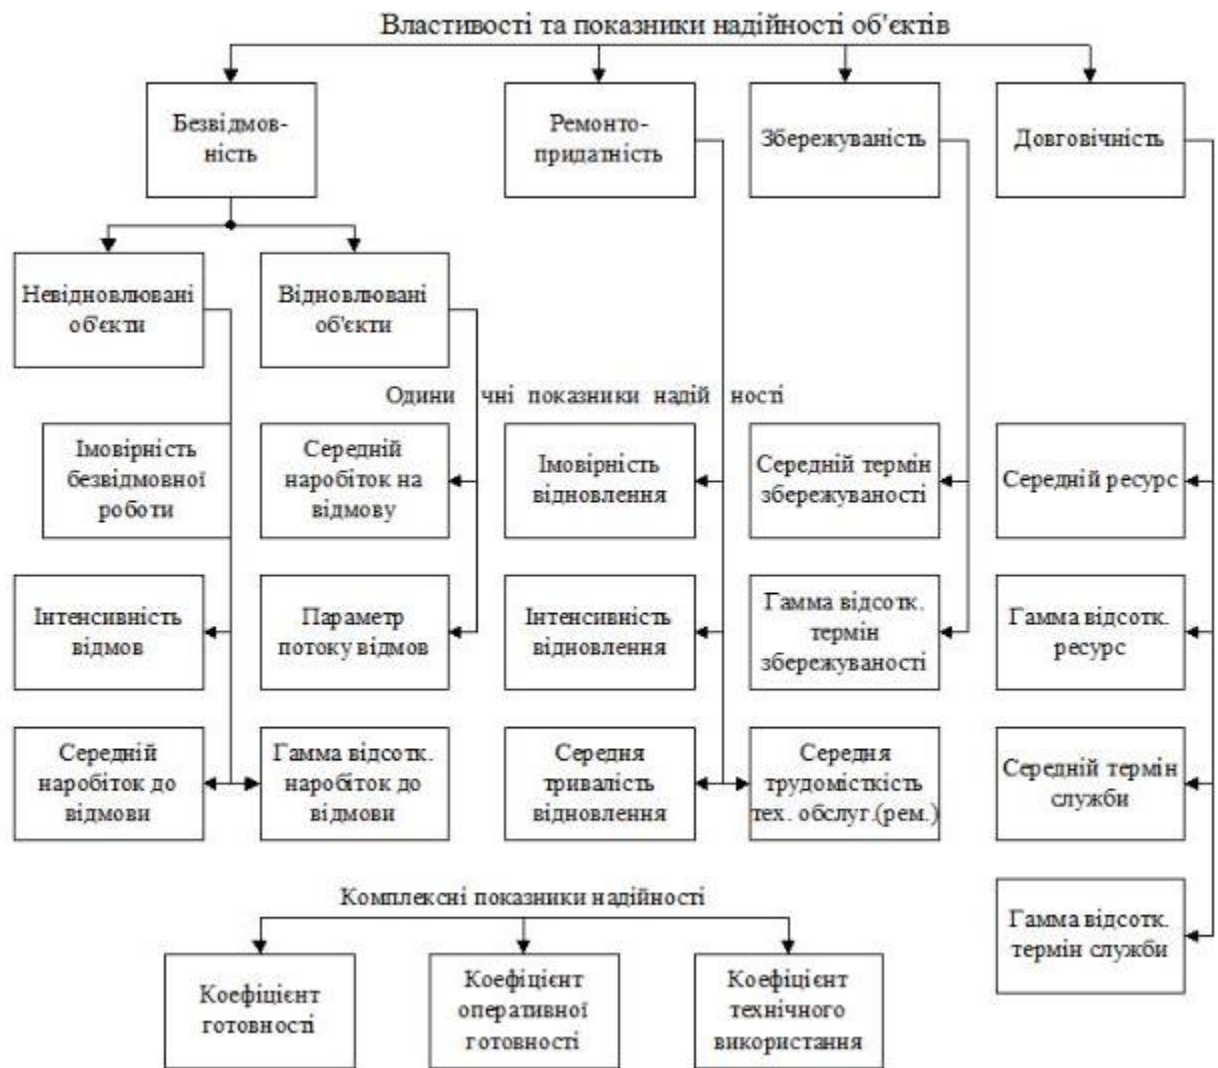 Властивості та показники надійності об'єктів
Безвідмов-
ність
Ремонто-
придатність
Збережуваність
Довговічність
Невідновлювані
об'єкти
Відновлювані
об'єкти
Одини чні показники надій ності
Імовірність
безвідмовної
роботи
Середній
наробіток на
відмову
Імовірність
відновлення
Середній термін
збережуваності
Середній ресурс
Інтенсивність
відмов
Параметр
потоку відмов
Інтенсивність
відновлення
Гамма відсотк.
термін
збережуваності
Гамма відсотк.
ресурс
Середній
наробіток до
відмови
Гамма відсотк.
наробіток до
відмови
Середня
тривалість
відновлення
Середня
трудомісткість
тех. обслуг.(рем.)
Середній термін
служби
Гамма відсотк.
термін служби
Комплексні показники надійності
Коефіцієнт
готовності
Коефіцієнт
оперативної
готовності
Коефіцієнт
технічного
використання